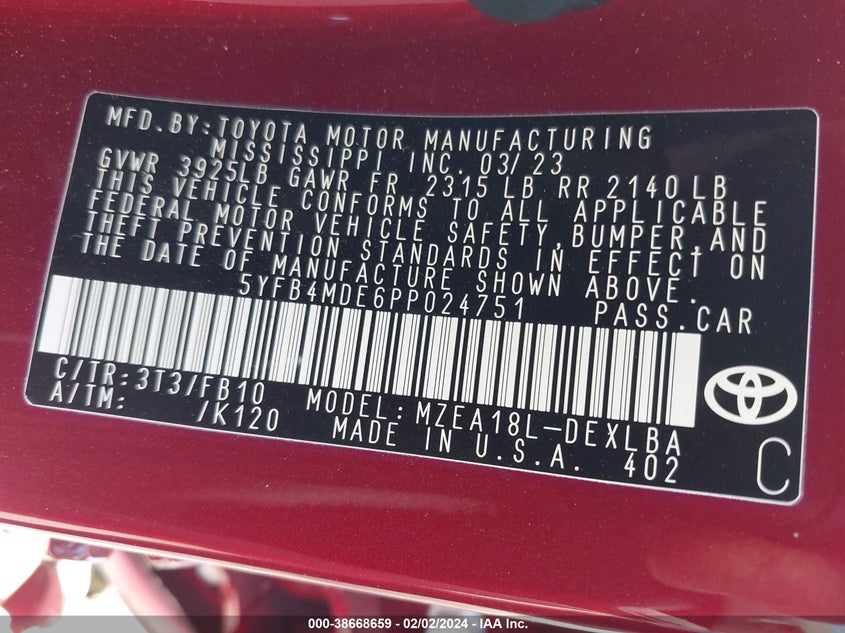 MFD.BY:TOYOTA MOTOR MANUFACTURING
MISSISSIPPI INC. 03/23
GVWR 3925LB GAWR FR 2315 LB RR 2140 LB
THIS VEHICLE CONFORMS TO ALL APPLICABLE
FEDERAL MOTOR VEHICLE SAFETY,BUMPER,AND
THEFT PREVENTION STANDARDS IN EFFECT ON
THE DATE OF MANUFACTURE SHOWN ABOVE.
5YFB4MDE6PP024751 PASS.CAR
C/TR:3T3/FB10 MODEL:MZEA18L-DEXLBA
A/TM: /K120 MADE IN U.S.A. 402
C
000-38668659 - 02/02/2024 - IAA Inc.